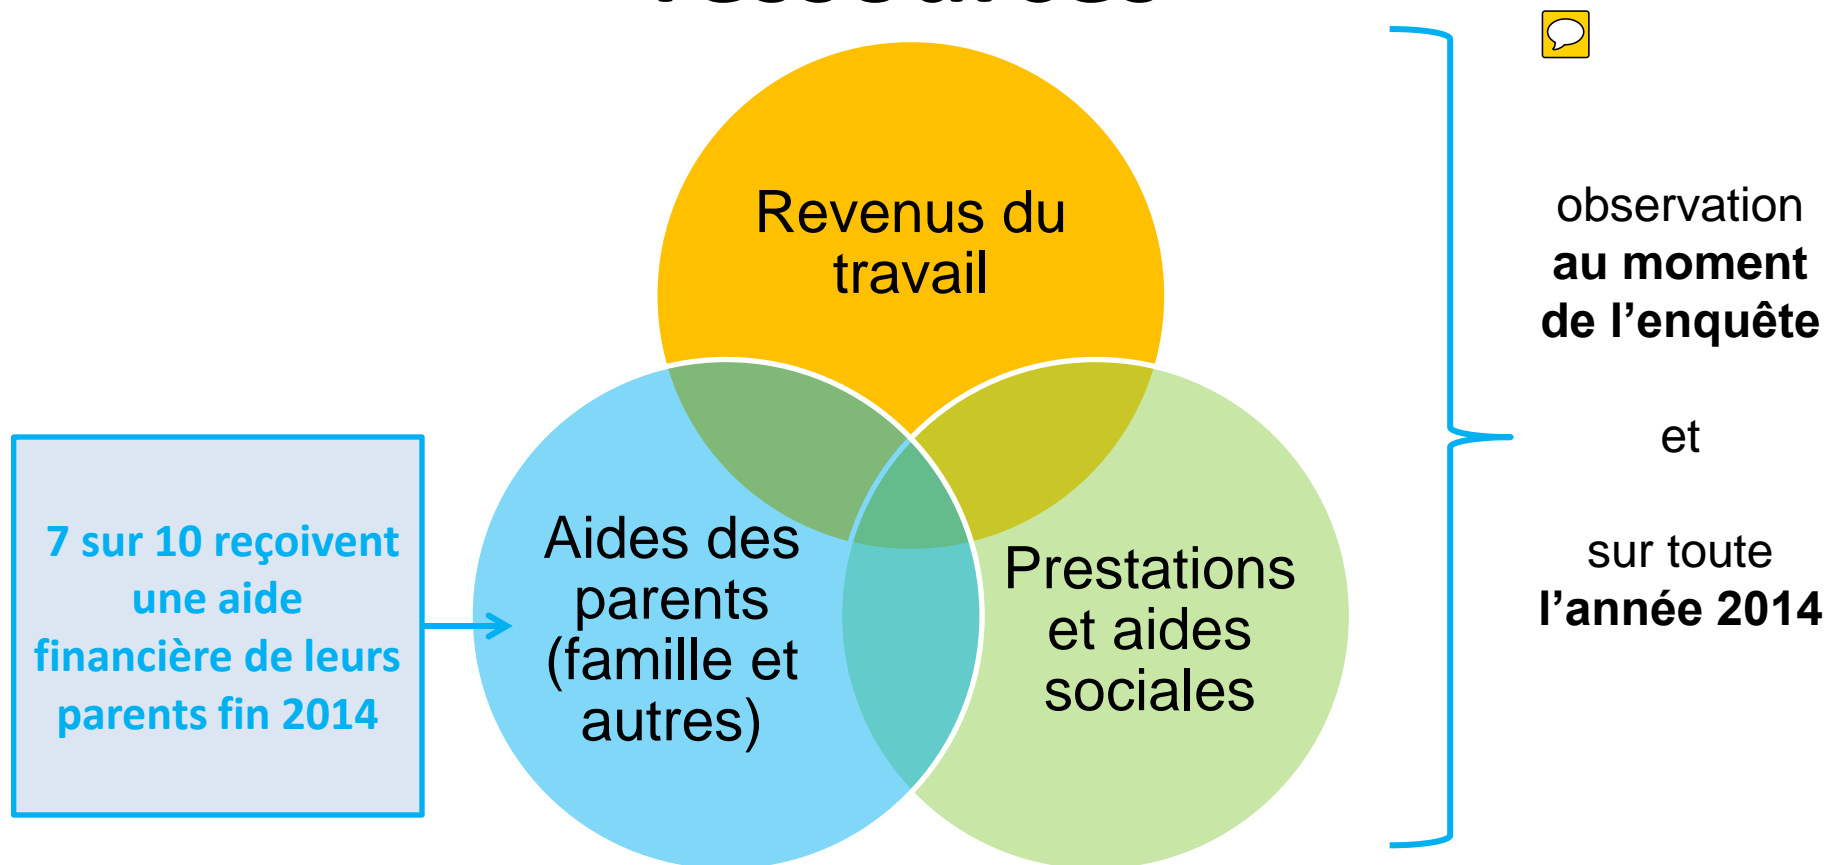 ressources
Revenus du
travail
Aides des
parents
(famille et
autres)
Prestations
et aides
sociales
7 sur 10 reçoivent
une aide
financière de leurs
parents fin 2014
observation
au moment
de l’enquête
et
sur toute
l’année 2014